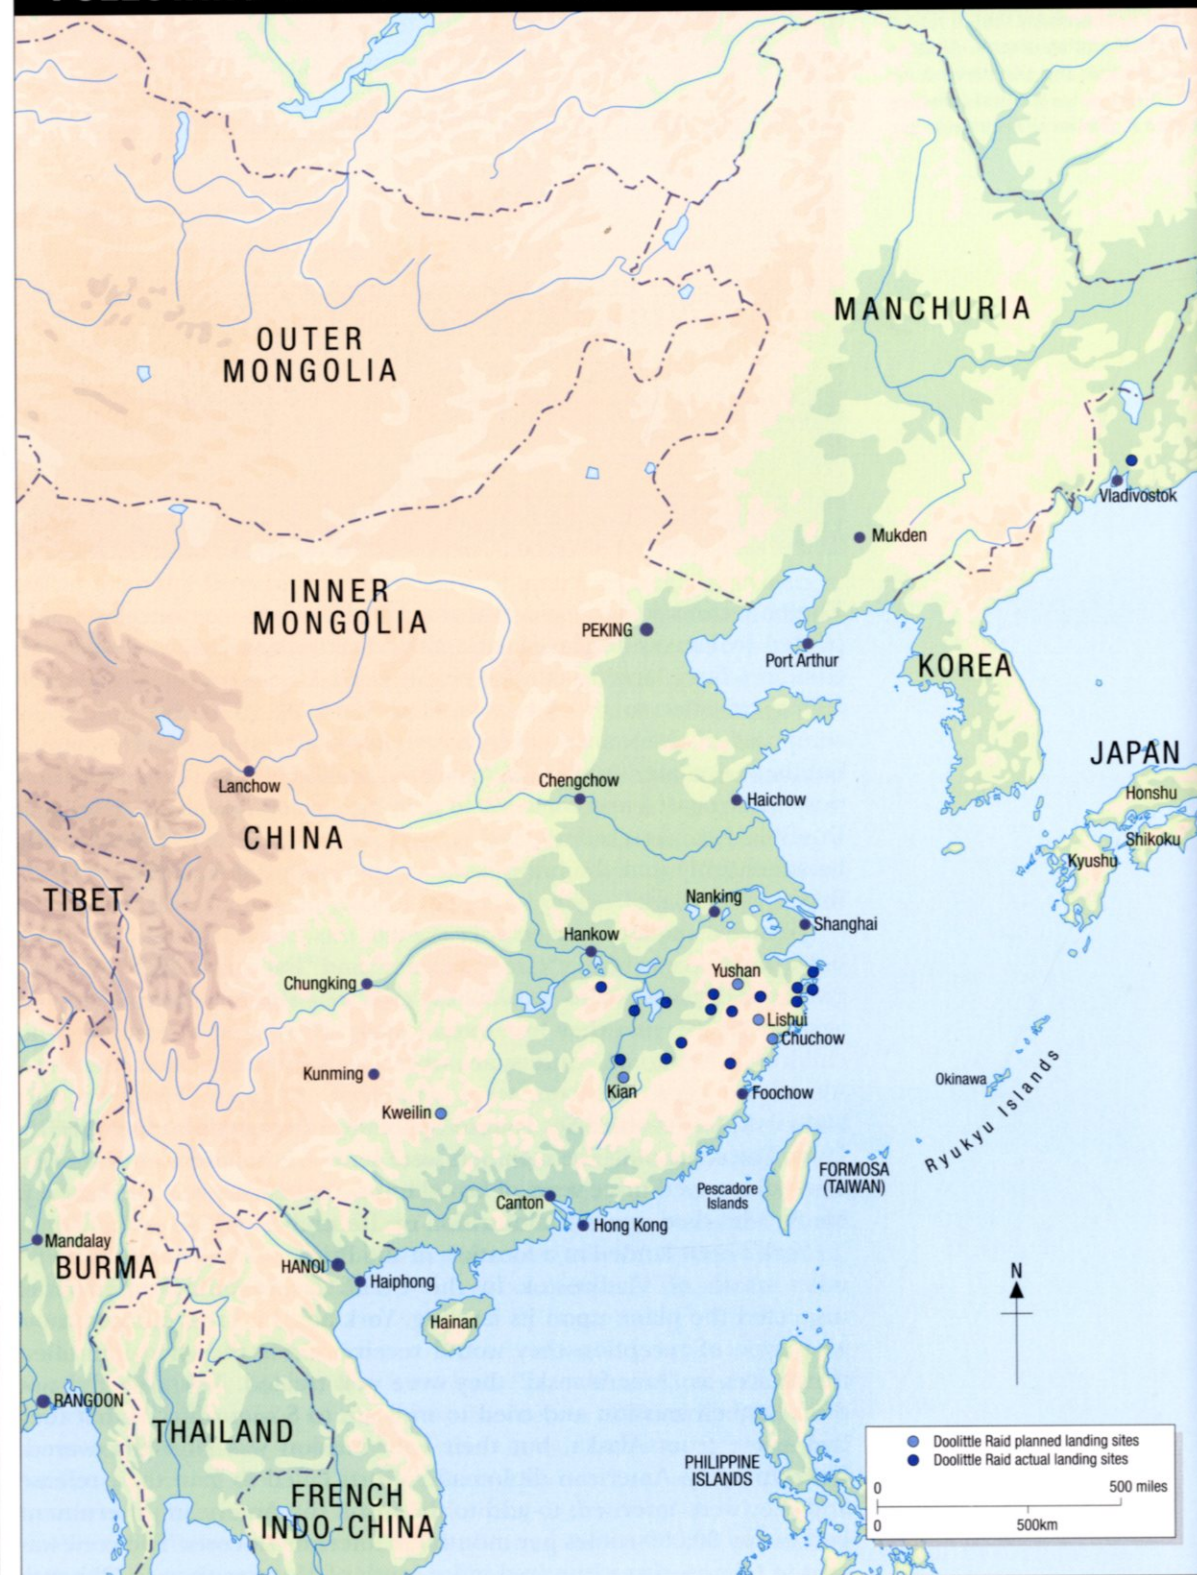 OUTER
MONGOLIA
MANCHURIA
Vladivostok
Mukden
INNER
MONGOLIA
PEKING
Port Arthur
KOREA
JAPAN
Honshu
Shikoku
Kyushu
Lanchow
Chengchow
Haichow
CHINA
TIBET
Nanking
Shanghai
Hankow
Chungking
Yushan
Lishui
Chuchow
Kunming
Kian
Foochow
Kweilin
Okinawa
Ryukyu Islands
FORMOSA
(TAIWAN)
Pescadore
Islands
Canton
Hong Kong
Mandalay
BURMA
HANOI
Haiphong
Hainan
N
RANGOON
THAILAND
PHILIPPINE
ISLANDS
FRENCH
INDO-CHINA
Doolittle Raid planned landing sites
Doolittle Raid actual landing sites
0 500 miles
0 500km